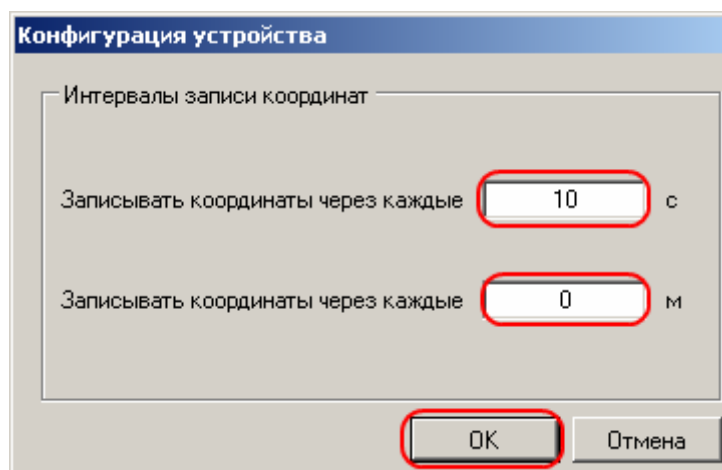 Конфигурация устройства
Интервалы записи координат
Записывать координаты через каждые 10 с
Записывать координаты через каждые 0 м
OK Отмена